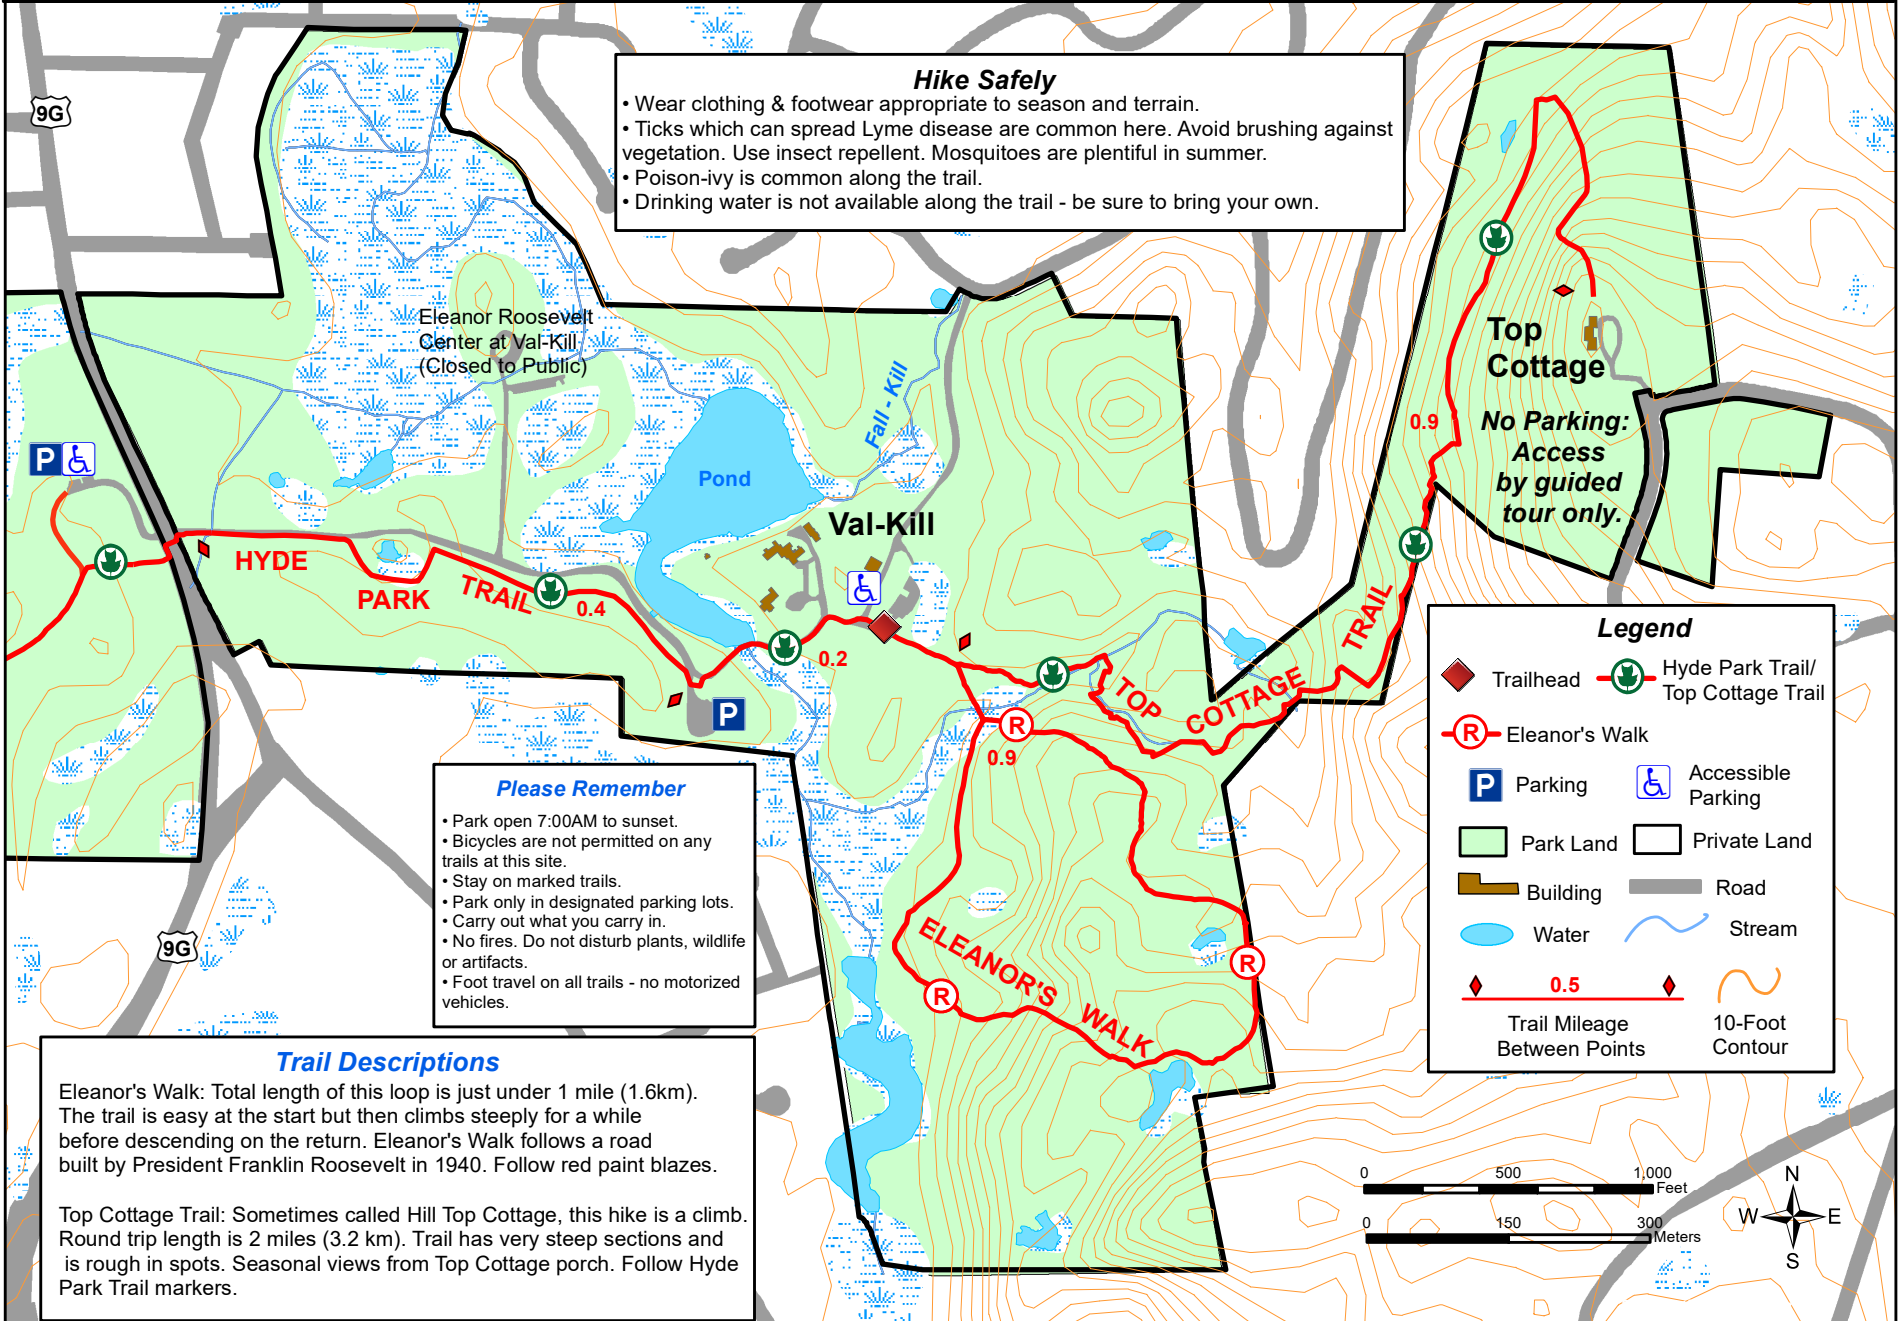 Hike Safely
• Wear clothing & footwear appropriate to season and terrain.
• Ticks which can spread Lyme disease are common here. Avoid brushing against
vegetation. Use insect repellent. Mosquitoes are plentiful in summer.
• Poison-ivy is common along the trail.
• Drinking water is not available along the trail - be sure to bring your own.
9G
Eleanor Roosevelt
Center at Val-Kill
(Closed to Public)
Fall - Kill
Pond
Val-Kill
P
Top
Cottage
0.9
No Parking:
Access
by guided
tour only.
HYDE
PARK
TRAIL
0.4
0.2
P
TOP
COTTAGE
TRAIL
R
0.9
ELEANOR'S
WALK
R
R
9G
Legend
Trailhead
Hyde Park Trail/
Top Cottage Trail
R
Eleanor's Walk
P
Parking
Accessible
Parking
Park Land
Private Land
Building
Road
Water
Stream
0.5
Trail Mileage
Between Points
10-Foot
Contour
Please Remember
• Park open 7:00AM to sunset.
• Bicycles are not permitted on any
trails at this site.
• Stay on marked trails.
• Park only in designated parking lots.
• Carry out what you carry in.
• No fires. Do not disturb plants, wildlife
or artifacts.
• Foot travel on all trails - no motorized
vehicles.
Trail Descriptions
Eleanor's Walk: Total length of this loop is just under 1 mile (1.6km).
The trail is easy at the start but then climbs steeply for a while
before descending on the return. Eleanor's Walk follows a road
built by President Franklin Roosevelt in 1940. Follow red paint blazes.
Top Cottage Trail: Sometimes called Hill Top Cottage, this hike is a climb.
Round trip length is 2 miles (3.2 km). Trail has very steep sections and
is rough in spots. Seasonal views from Top Cottage porch. Follow Hyde
Park Trail markers.
0 500 1,000
Feet
0 150 300
Meters
N
W E
S